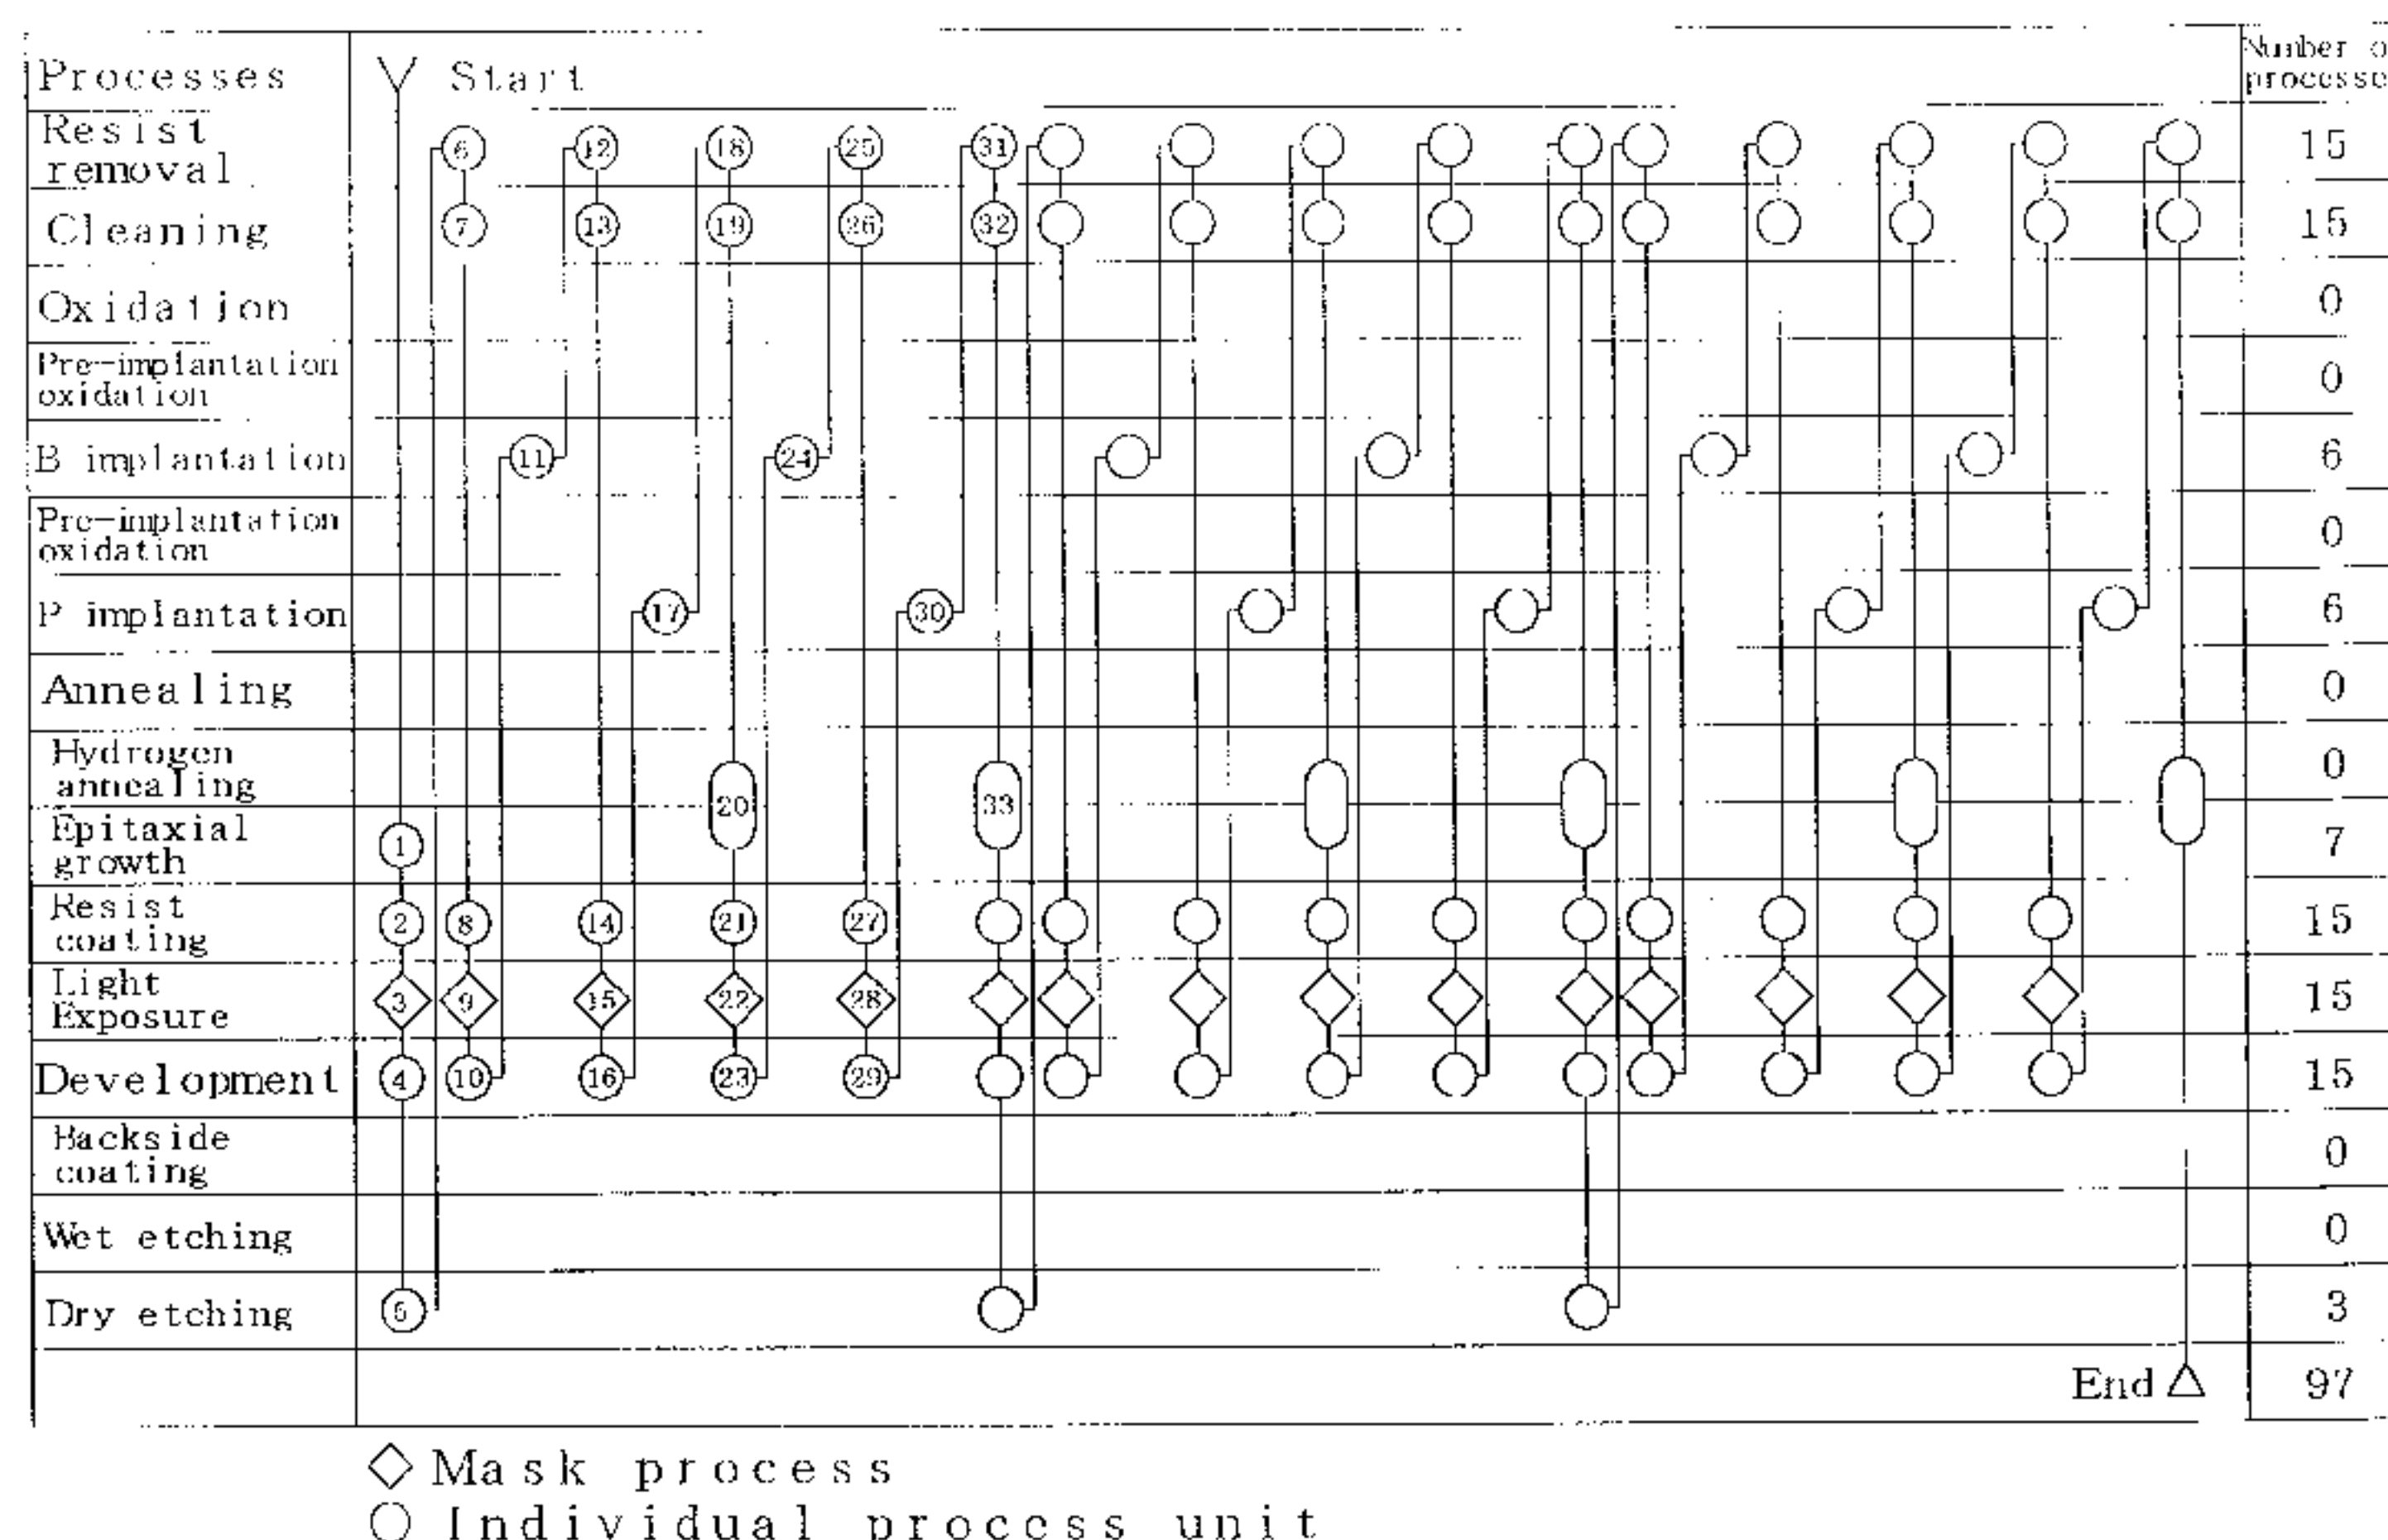 Processes Start Number o
processe
Resist
removal 15
6 12 18 25 31
Cleaning 15
7 13 19 26 32
Oxidation 0
Pre-implantation
oxidation 0
B implantation 11 24 6
Pre-implantation
oxidation 0
P implantation 17 30 6
Annealing 0
Hydrogen
annealing 0
20 33
Epitaxial
growth 1 7
Resist
coating 2 8 14 21 27 15
Light
Exposure 3 9 15 22 28 15
Development 4 10 16 23 29 15
Backside
coating 0
Wet etching 0
Dry etching 5 3
End 97
Mask process
Individual process unit